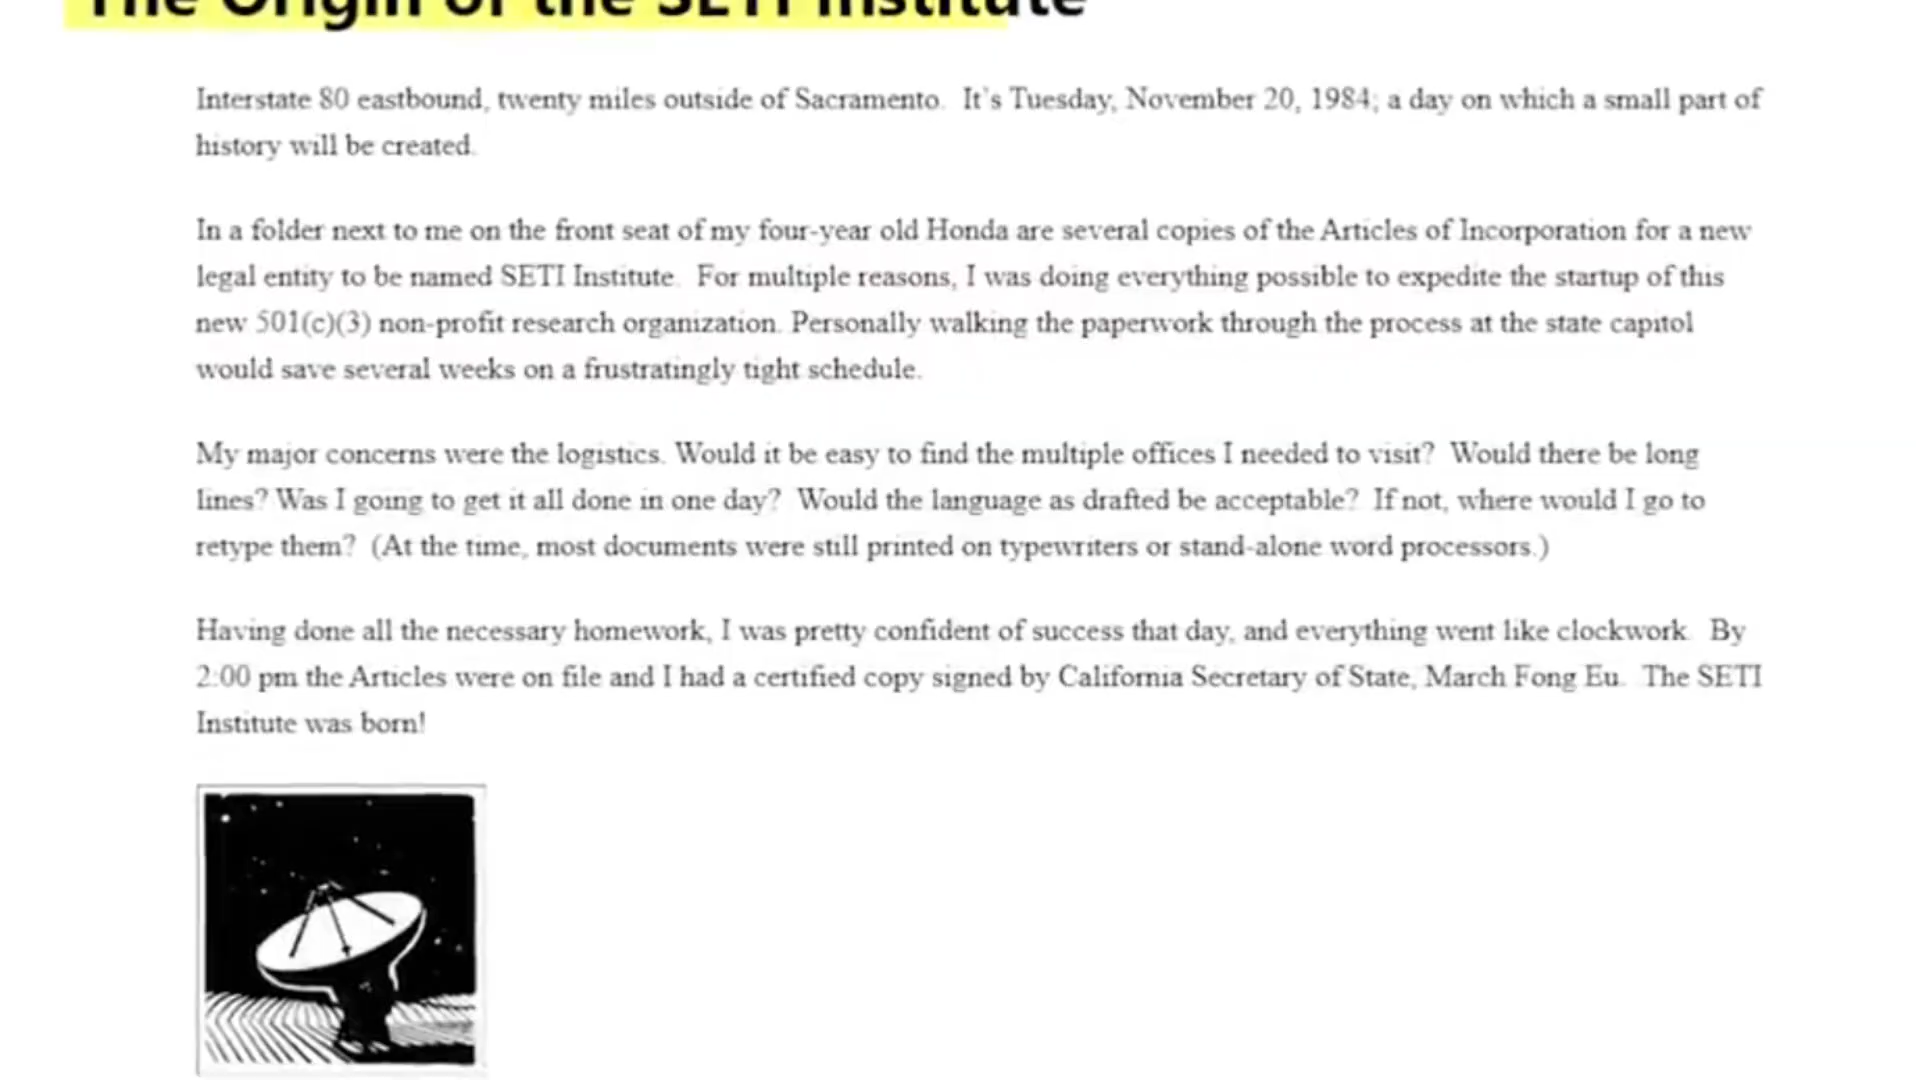 The Origin of the SETI Institute
Interstate 80 eastbound, twenty miles outside of Sacramento. It's Tuesday, November 20, 1984; a day on which a small part of
history will be created.
In a folder next to me on the front seat of my four-year old Honda are several copies of the Articles of Incorporation for a new
legal entity to be named SETI Institute. For multiple reasons, I was doing everything possible to expedite the startup of this
new 501(c)(3) non-profit research organization. Personally walking the paperwork through the process at the state capitol
would save several weeks on a frustratingly tight schedule.
My major concerns were the logistics. Would it be easy to find the multiple offices I needed to visit? Would there be long
lines? Was I going to get it all done in one day? Would the language as drafted be acceptable? If not, where would I go to
retype them? (At the time, most documents were still printed on typewriters or stand-alone word processors.)
Having done all the necessary homework, I was pretty confident of success that day, and everything went like clockwork. By
2:00 pm the Articles were on file and I had a certified copy signed by California Secretary of State, March Fong Eu. The SETI
Institute was born!